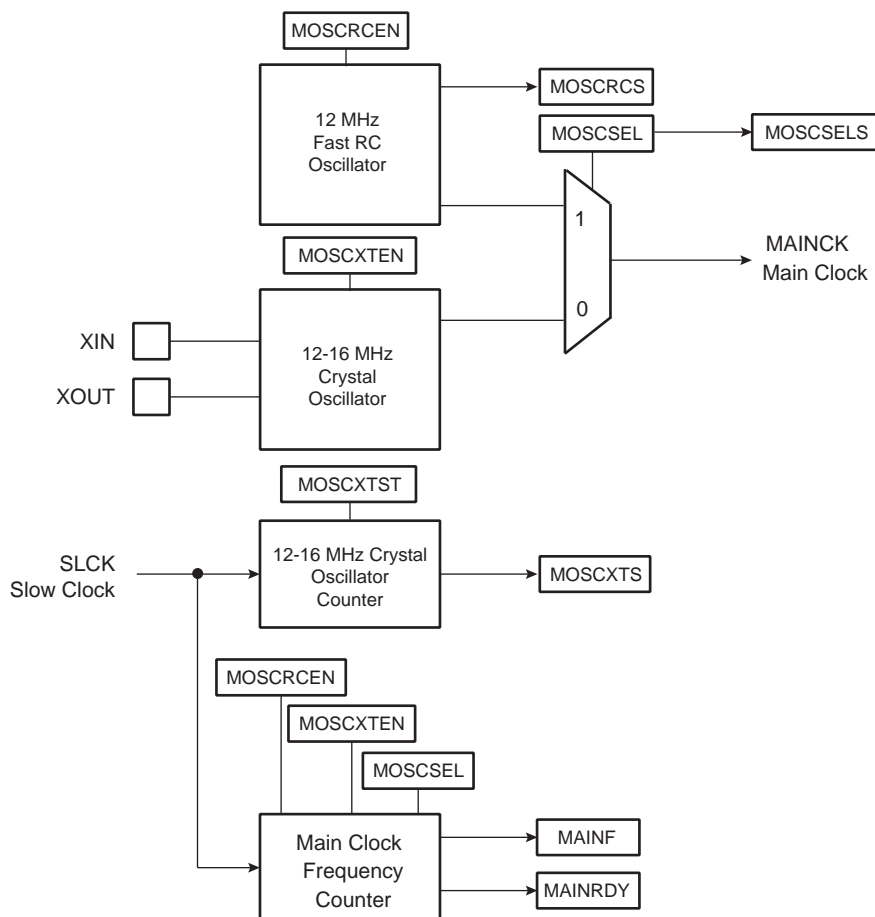 MOSCRCEN
12 MHz
Fast RC
Oscillator
MOSCRCS
MOSCSEL
MOSCSELS
1
0
MAINCK
Main Clock
MOSCXTEN
XIN
XOUT
12-16 MHz
Crystal
Oscillator
MOSCXTST
SLCK
Slow Clock
12-16 MHz Crystal
Oscillator
Counter
MOSCXTS
MOSCRCEN
MOSCXTEN
MOSCSEL
Main Clock
Frequency
Counter
MAINF
MAINRDY